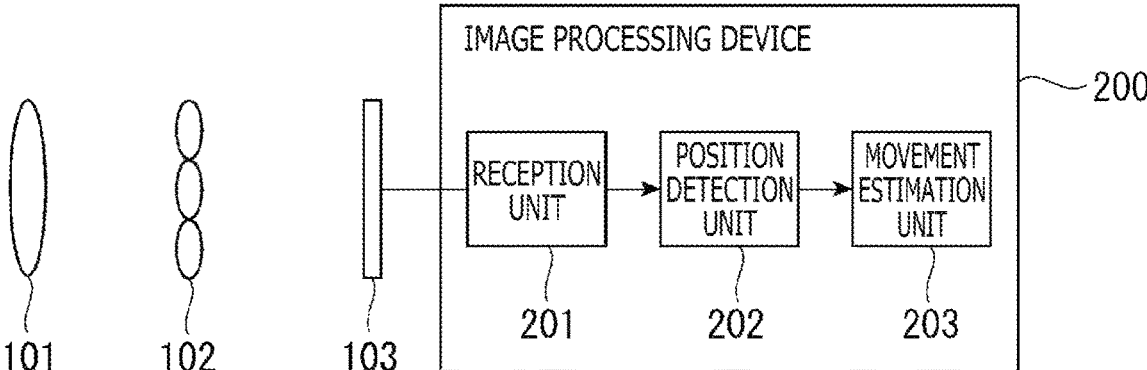 IMAGE PROCESSING DEVICE
200
RECEPTION
UNIT
POSITION
DETECTION
UNIT
MOVEMENT
ESTIMATION
UNIT
201
202
203
101
102
103